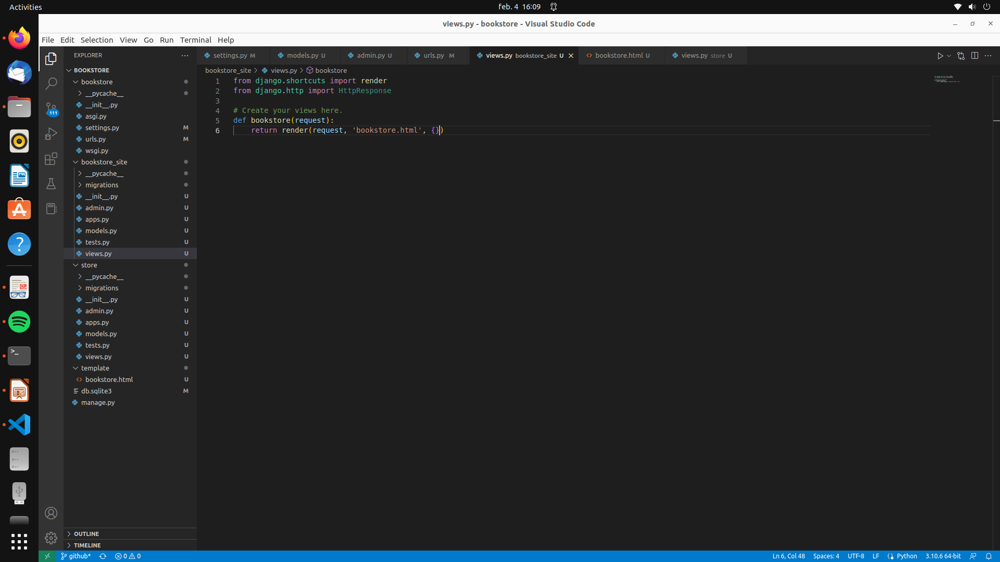 Activities
feb. 4 16:09
views.py - bookstore - Visual Studio Code
File Edit Selection View Go Run Terminal Help
EXPLORER
BOOKSTORE
bookstore
__pycache__
__init__.py
asgi.py
settings.py M
urls.py M
wsgi.py
bookstore_site
__pycache__
migrations
__init__.py U
admin.py U
apps.py U
models.py U
tests.py U
views.py U
store
__pycache__
migrations
__init__.py U
admin.py U
apps.py U
models.py U
tests.py U
views.py U
template
bookstore.html U
db.sqlite3 M
manage.py
OUTLINE
TIMELINE
111
settings.py M models.py U admin.py U urls.py M views.py bookstore_site U bookstore.html U views.py store U
bookstore_site > views.py > bookstore
1 from django.shortcuts import render
2 from django.http import HttpResponse
3
4 # Create your views here.
5 def bookstore(request):
6 return render(request, 'bookstore.html', {})
github* 0 0 Ln 6, Col 48 Spaces: 4 UTF-8 LF Python 3.10.6 64-bit